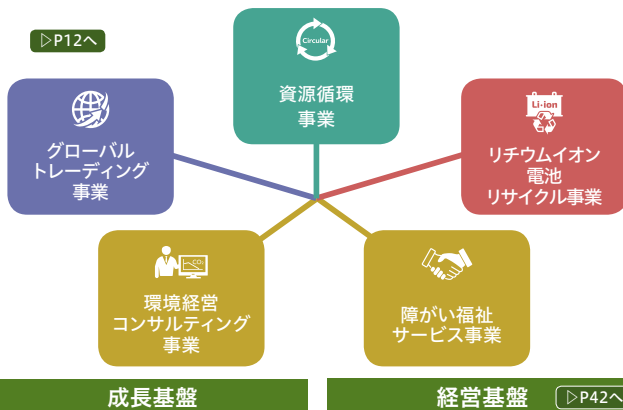 ▷P12へ
Circular
資源循環
事業
グローバル
トレーディング
事業
Li-ion
リチウムイオン
電池
リサイクル事業
CO₂
環境経営
コンサルティング
事業
障がい福祉
サービス事業
成長基盤
経営基盤
▷P42へ